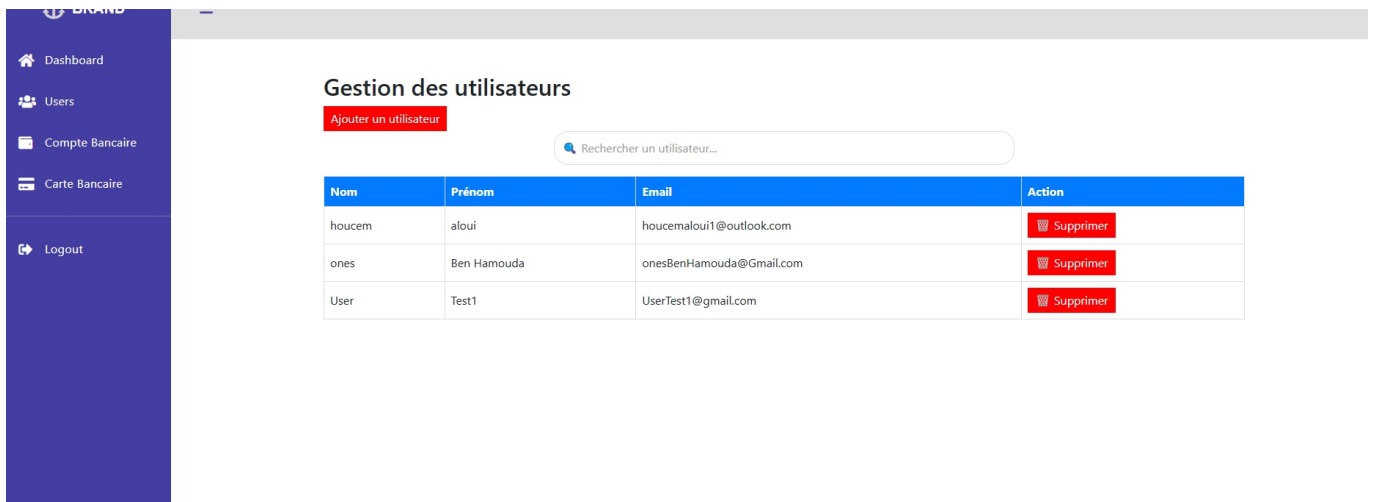 BRAND
Dashboard
Users
Compte Bancaire
Carte Bancaire
Logout
Gestion des utilisateurs
Ajouter un utilisateur
Rechercher un utilisateur...
Nom Prénom Email Action
houcem aloui houcemaloui1@outlook.com Supprimer
ones Ben Hamouda onesBenHamouda@Gmail.com Supprimer
User Test1 UserTest1@gmail.com Supprimer